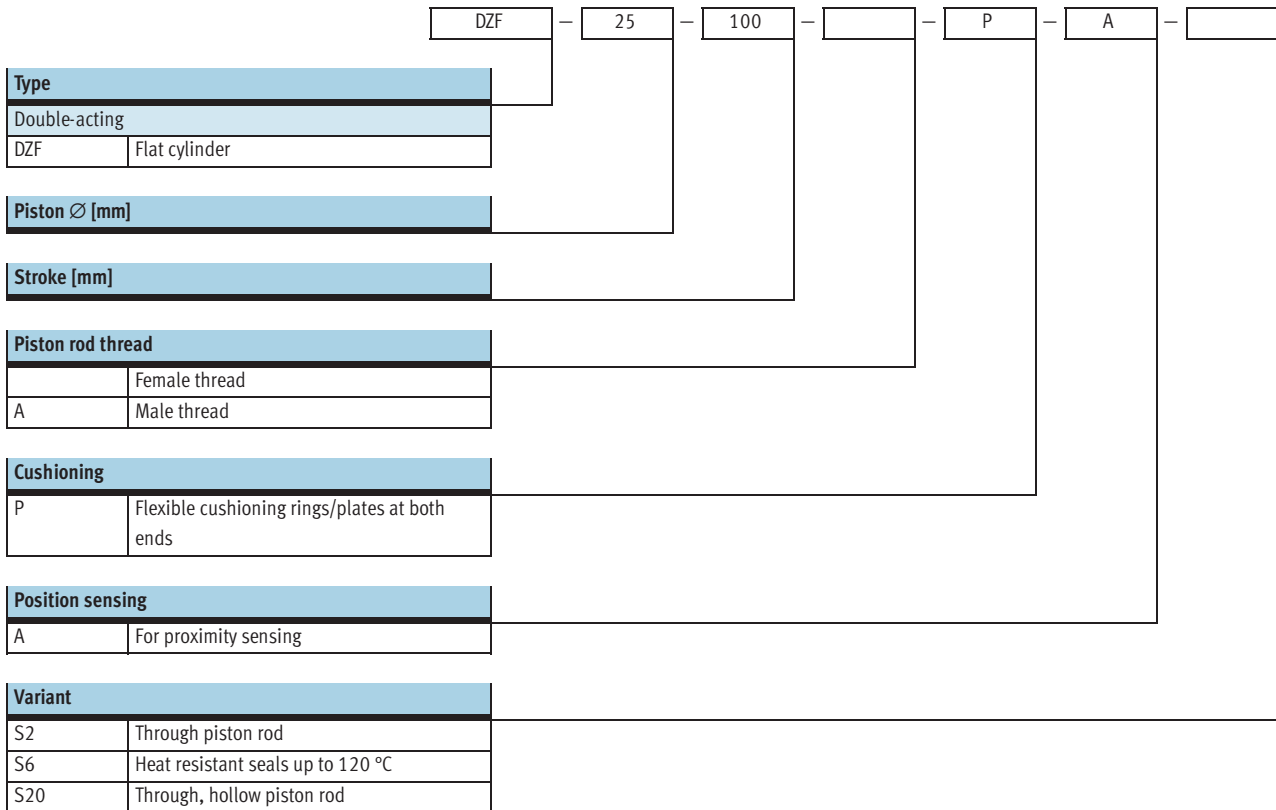 DZF — 25 — 100 — — P — A —
Type
Double-acting
DZF Flat cylinder
Piston ∅ [mm]
Stroke [mm]
Piston rod thread
Female thread
A Male thread
Cushioning
P Flexible cushioning rings/plates at both
ends
Position sensing
A For proximity sensing
Variant
S2 Through piston rod
S6 Heat resistant seals up to 120 °C
S20 Through, hollow piston rod